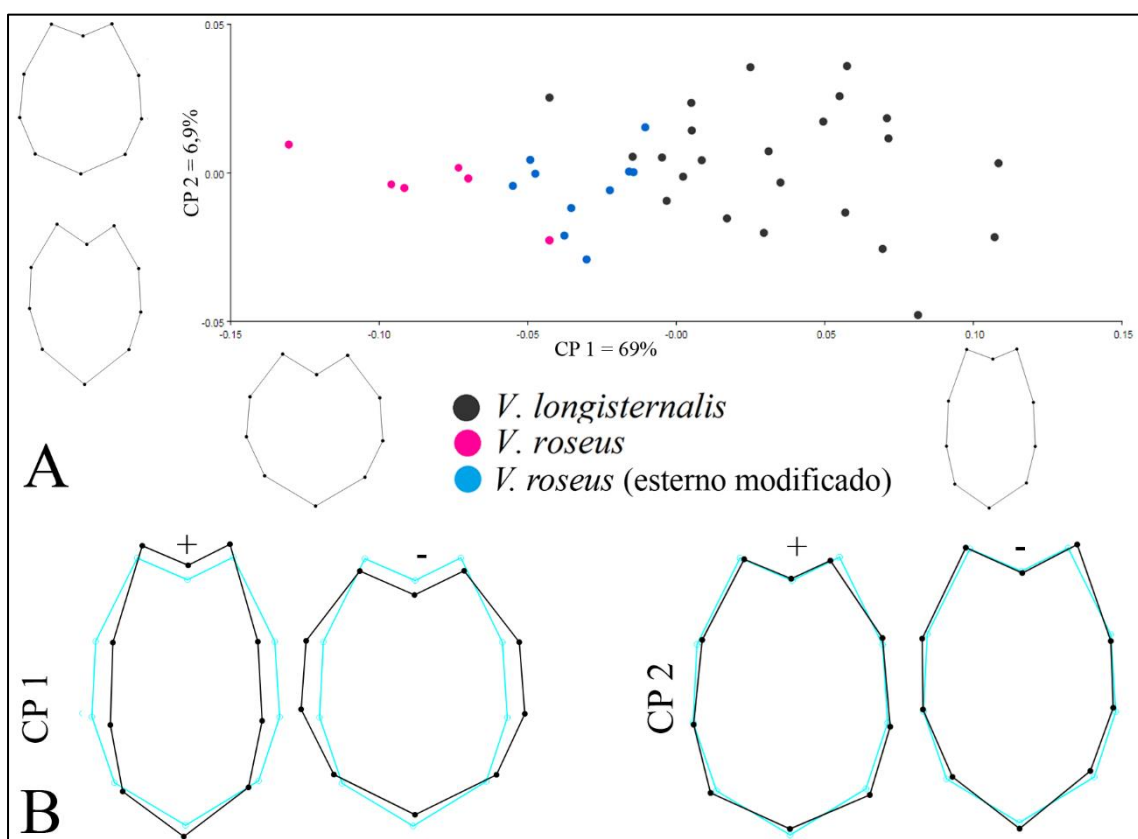 0.05
0.00
-0.05
CP 2 = 6,9%
-0.15
-0.10
-0.05
-0.00
0.05
0.10
0.15
CP 1 = 69%
V. longisternalis
V. roseus
V. roseus (esterno modificado)
A
+
-
+
-
CP 1
CP 2
B